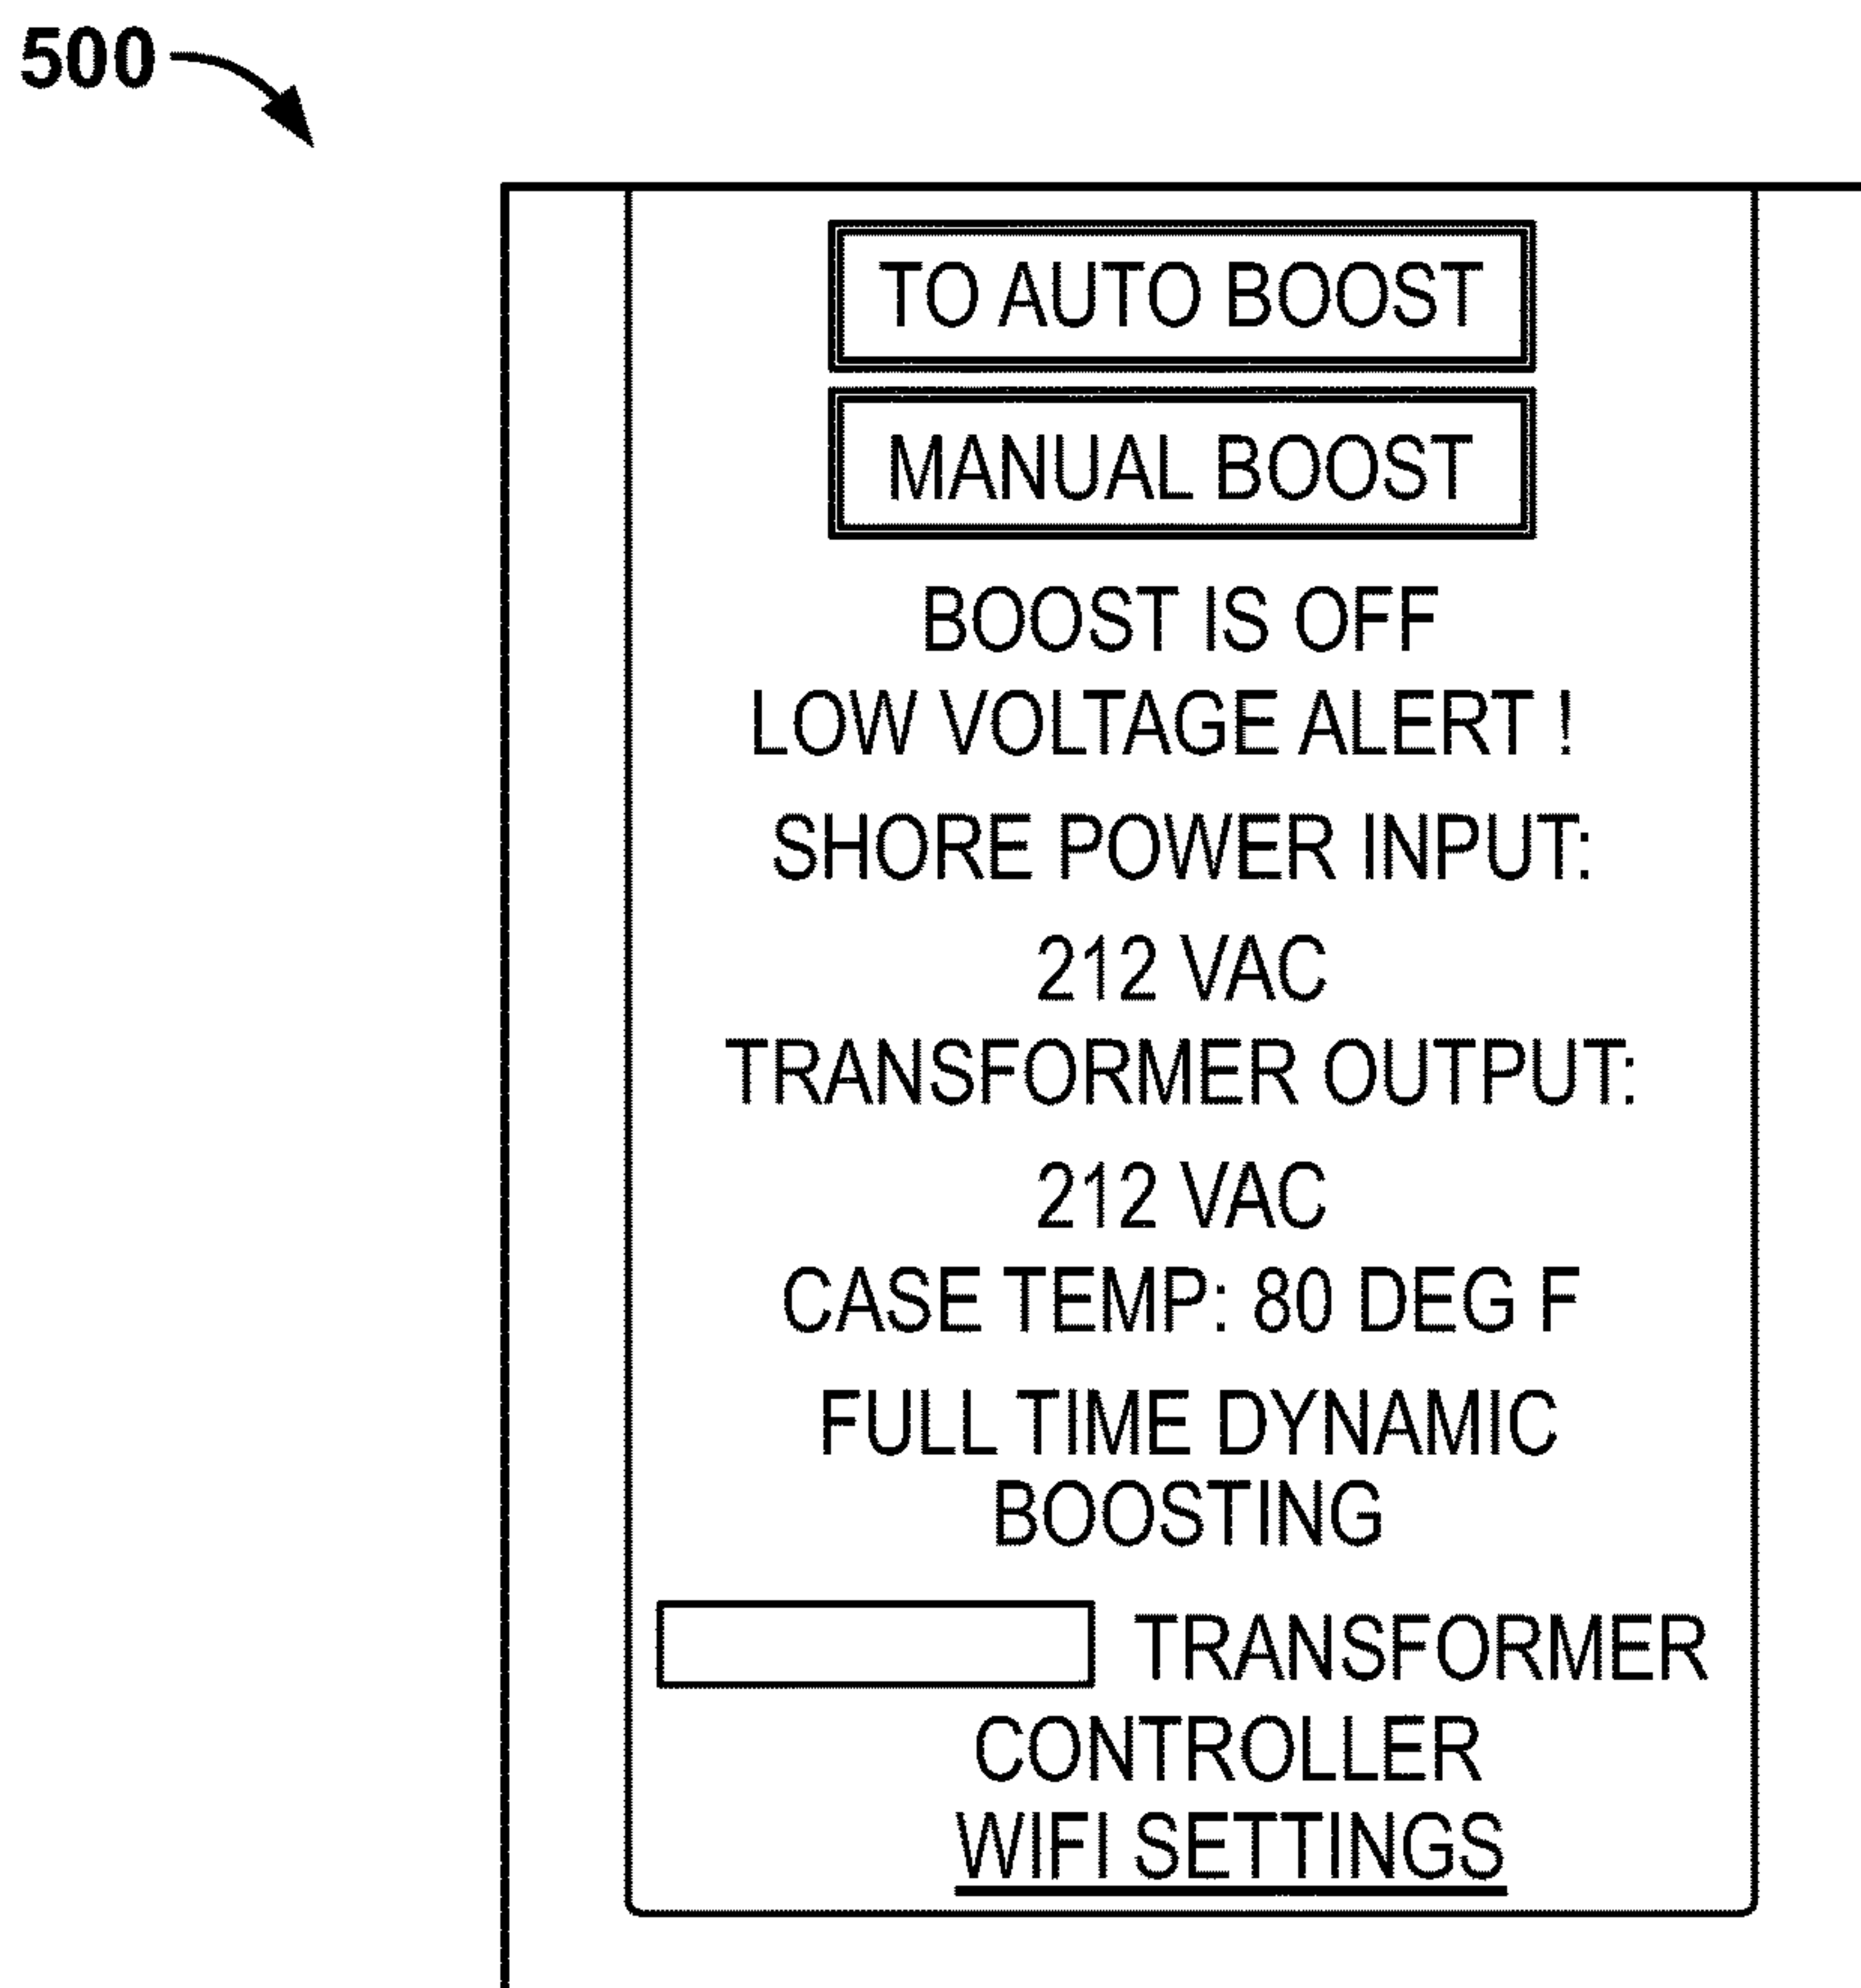 500
TO AUTO BOOST
MANUAL BOOST
BOOST IS OFF
LOW VOLTAGE ALERT !
SHORE POWER INPUT:
212 VAC
TRANSFORMER OUTPUT:
212 VAC
CASE TEMP: 80 DEG F
FULL TIME DYNAMIC
BOOSTING
TRANSFORMER
CONTROLLER
WIFI SETTINGS